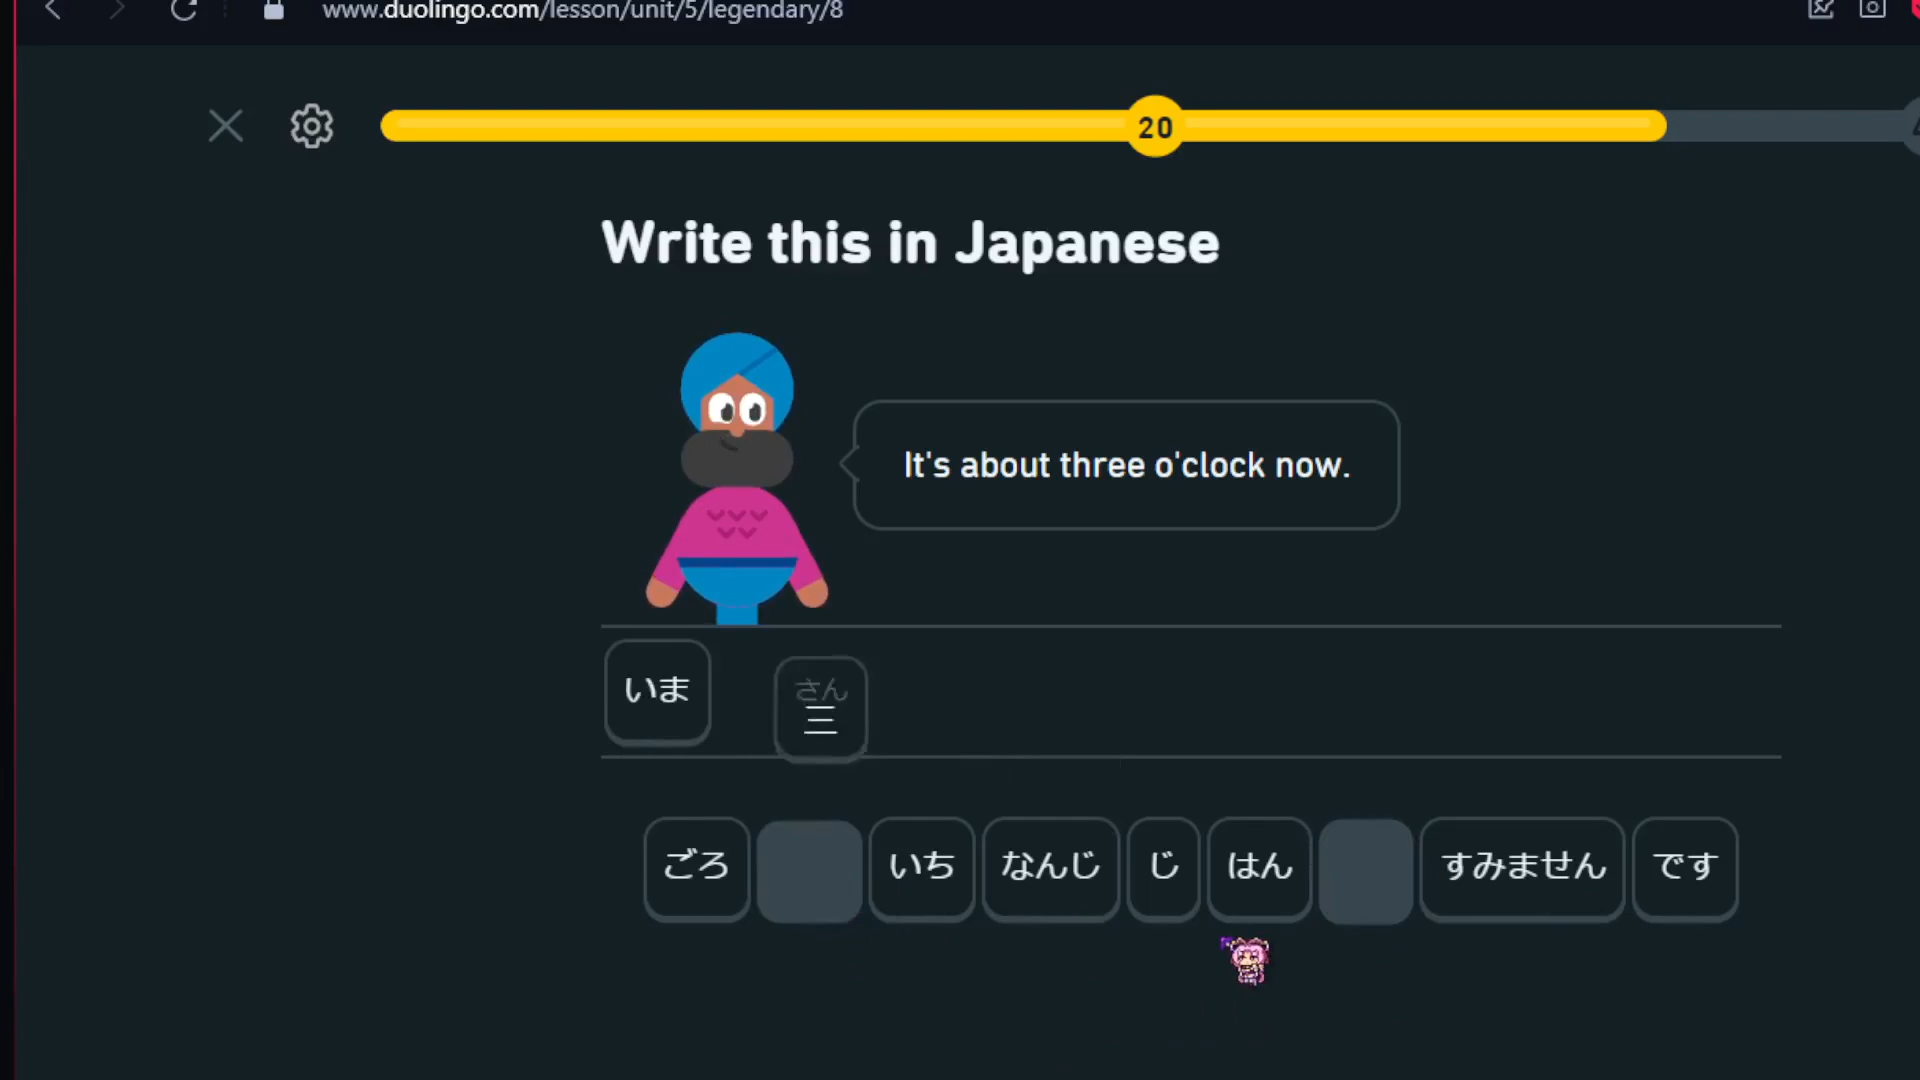 www.duolingo.com/lesson/unit/5/legendary/8
20
Write this in Japanese
It's about three o'clock now.
いま
さん
三
ごろ いち なんじ じ はん すみません です